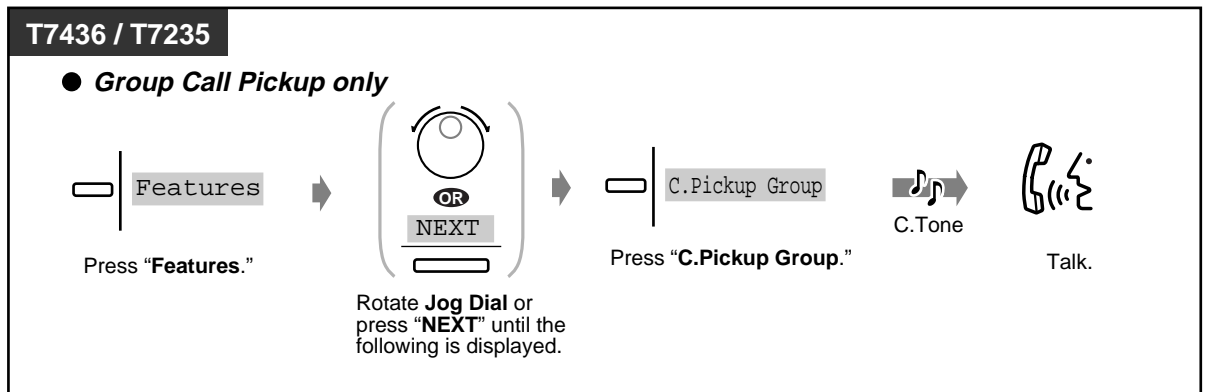 T7436 / T7235
● Group Call Pickup only
Features
Press “Features.”
OR
NEXT
Rotate Jog Dial or
press “NEXT” until the
following is displayed.
C.Pickup Group
Press “C.Pickup Group.”
C.Tone
Talk.